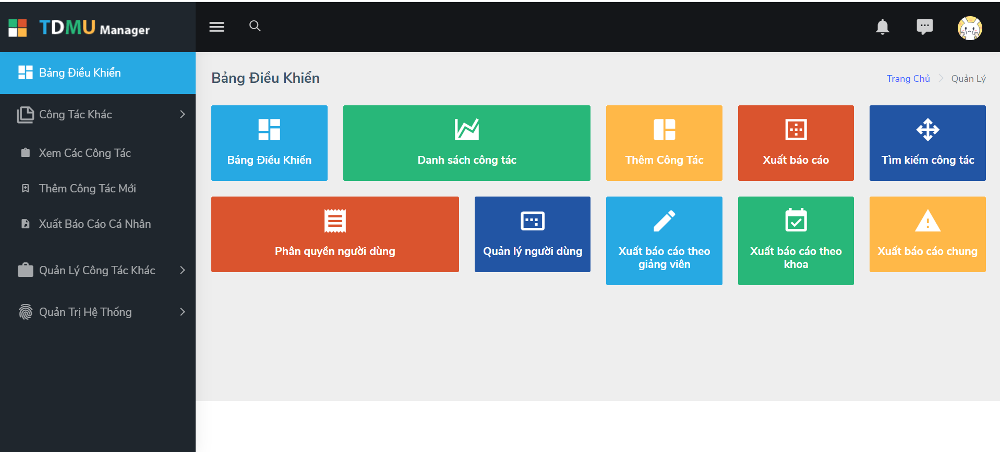 TDMU Manager
Bảng Điều Khiển
Công Tác Khác
Xem Các Công Tác
Thêm Công Tác Mới
Xuất Báo Cáo Cá Nhân
Quản Lý Công Tác Khác
Quản Trị Hệ Thống
Bảng Điều Khiển
Trang Chủ
Quản Lý
Bảng Điều Khiển
Danh sách công tác
Thêm Công Tác
Xuất báo cáo
Tìm kiếm công tác
Phân quyền người dùng
Quản lý người dùng
Xuất báo cáo theo
giảng viên
Xuất báo cáo theo
khoa
Xuất báo cáo chung